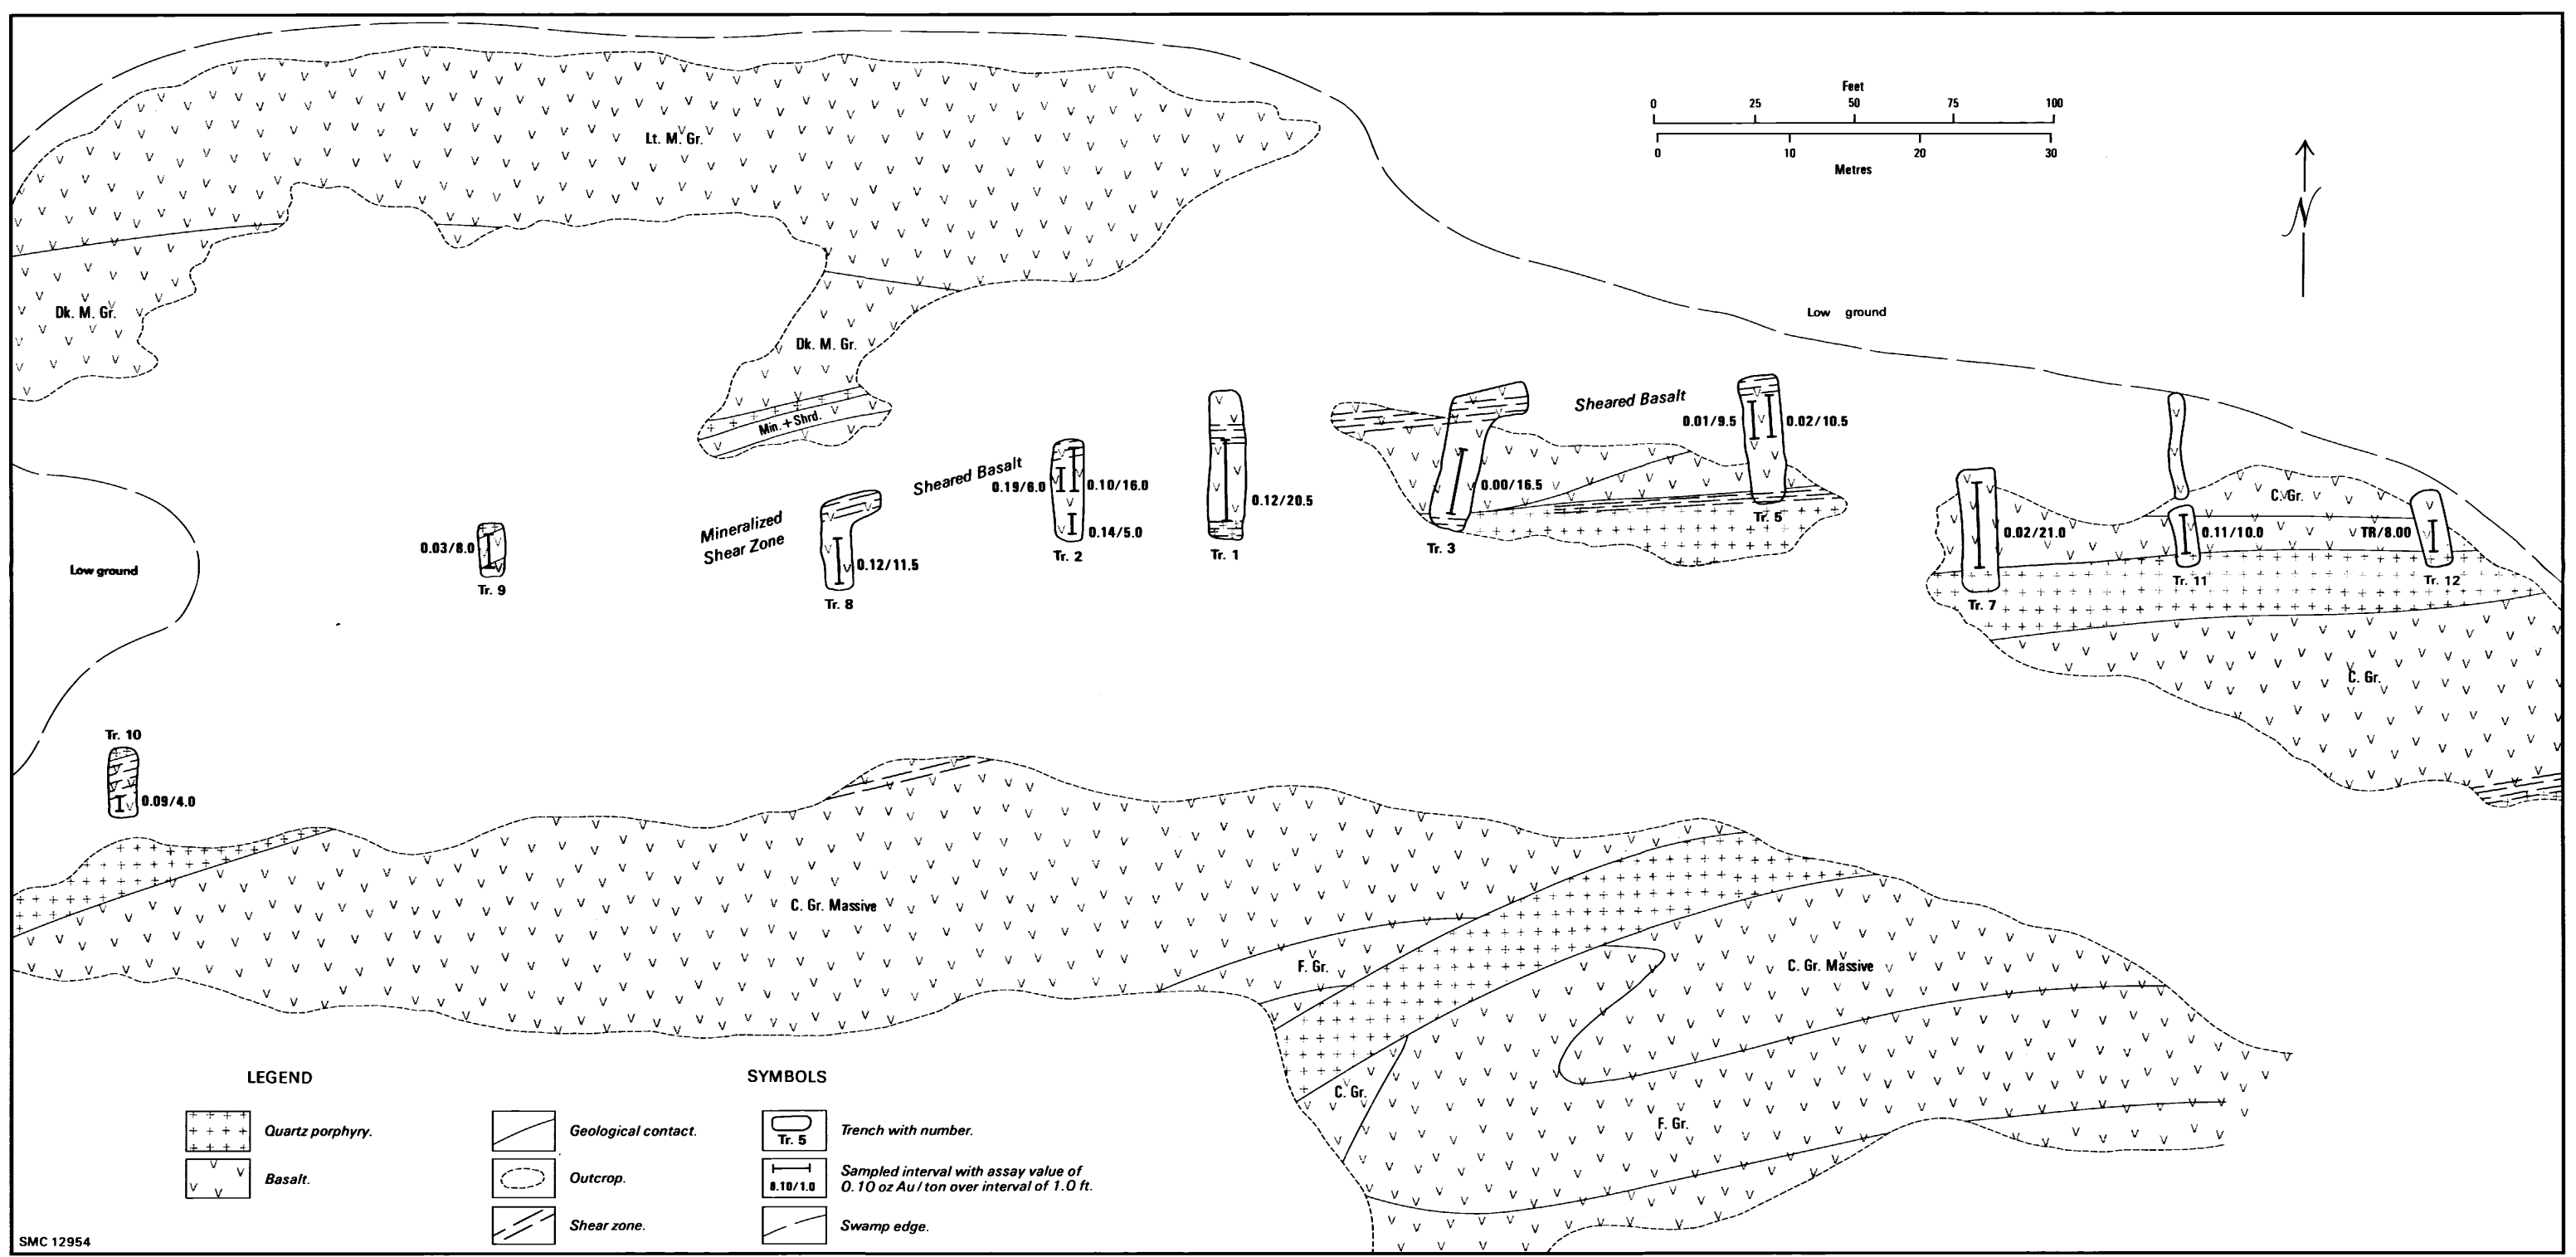 Feet
0 25 50 75 100
0 10 20 30
Metres
N
Lt. M. Gr.
Dk. M. Gr.
Low ground
Dk. M. Gr.
Min. + Shrd.
Sheared Basalt
0.01/9.5
0.02/10.5
Tr. 5
Sheared Basalt
0.19/6.0
0.10/16.0
0.14/5.0
Tr. 2
0.12/20.5
Tr. 1
0.00/16.5
Tr. 3
C. Gr.
0.02/21.0
Tr. 7
0.11/10.0
Tr. 11
TR/8.00
Tr. 12
Mineralized
Shear Zone
0.03/8.0
Tr. 9
0.12/11.5
Tr. 8
Low ground
C. Gr.
Tr. 10
0.09/4.0
C. Gr. Massive
F. Gr.
C. Gr. Massive
C. Gr.
F. Gr.
LEGEND
Quartz porphyry.
Basalt.
Geological contact.
Outcrop.
Shear zone.
SYMBOLS
Tr. 5
Trench with number.
0.10/1.0
Sampled interval with assay value of
0.10 oz Au/ton over interval of 1.0 ft.
Swamp edge.
SMC 12954